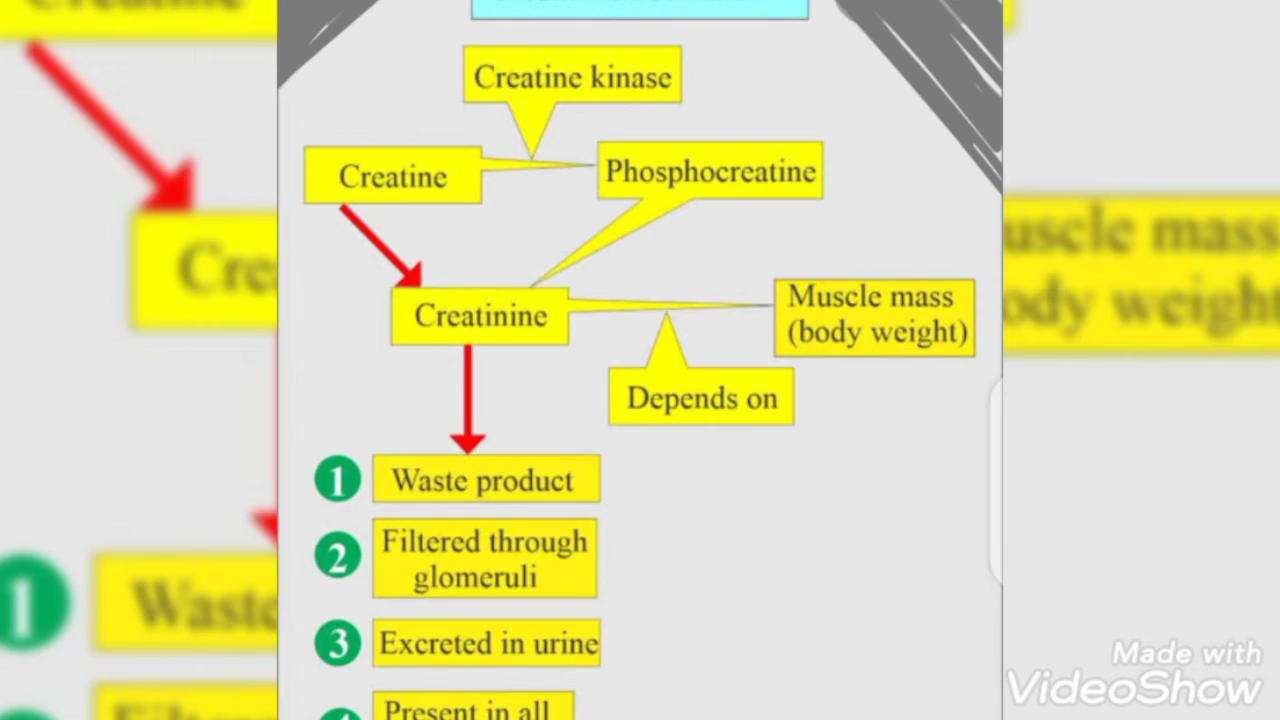 Creatine kinase
Creatine
Phosphocreatine
Creatinine
Muscle mass
(body weight)
Depends on
1 Waste product
2 Filtered through
glomeruli
3 Excreted in urine
4 Present in all
Made with
VideoShow